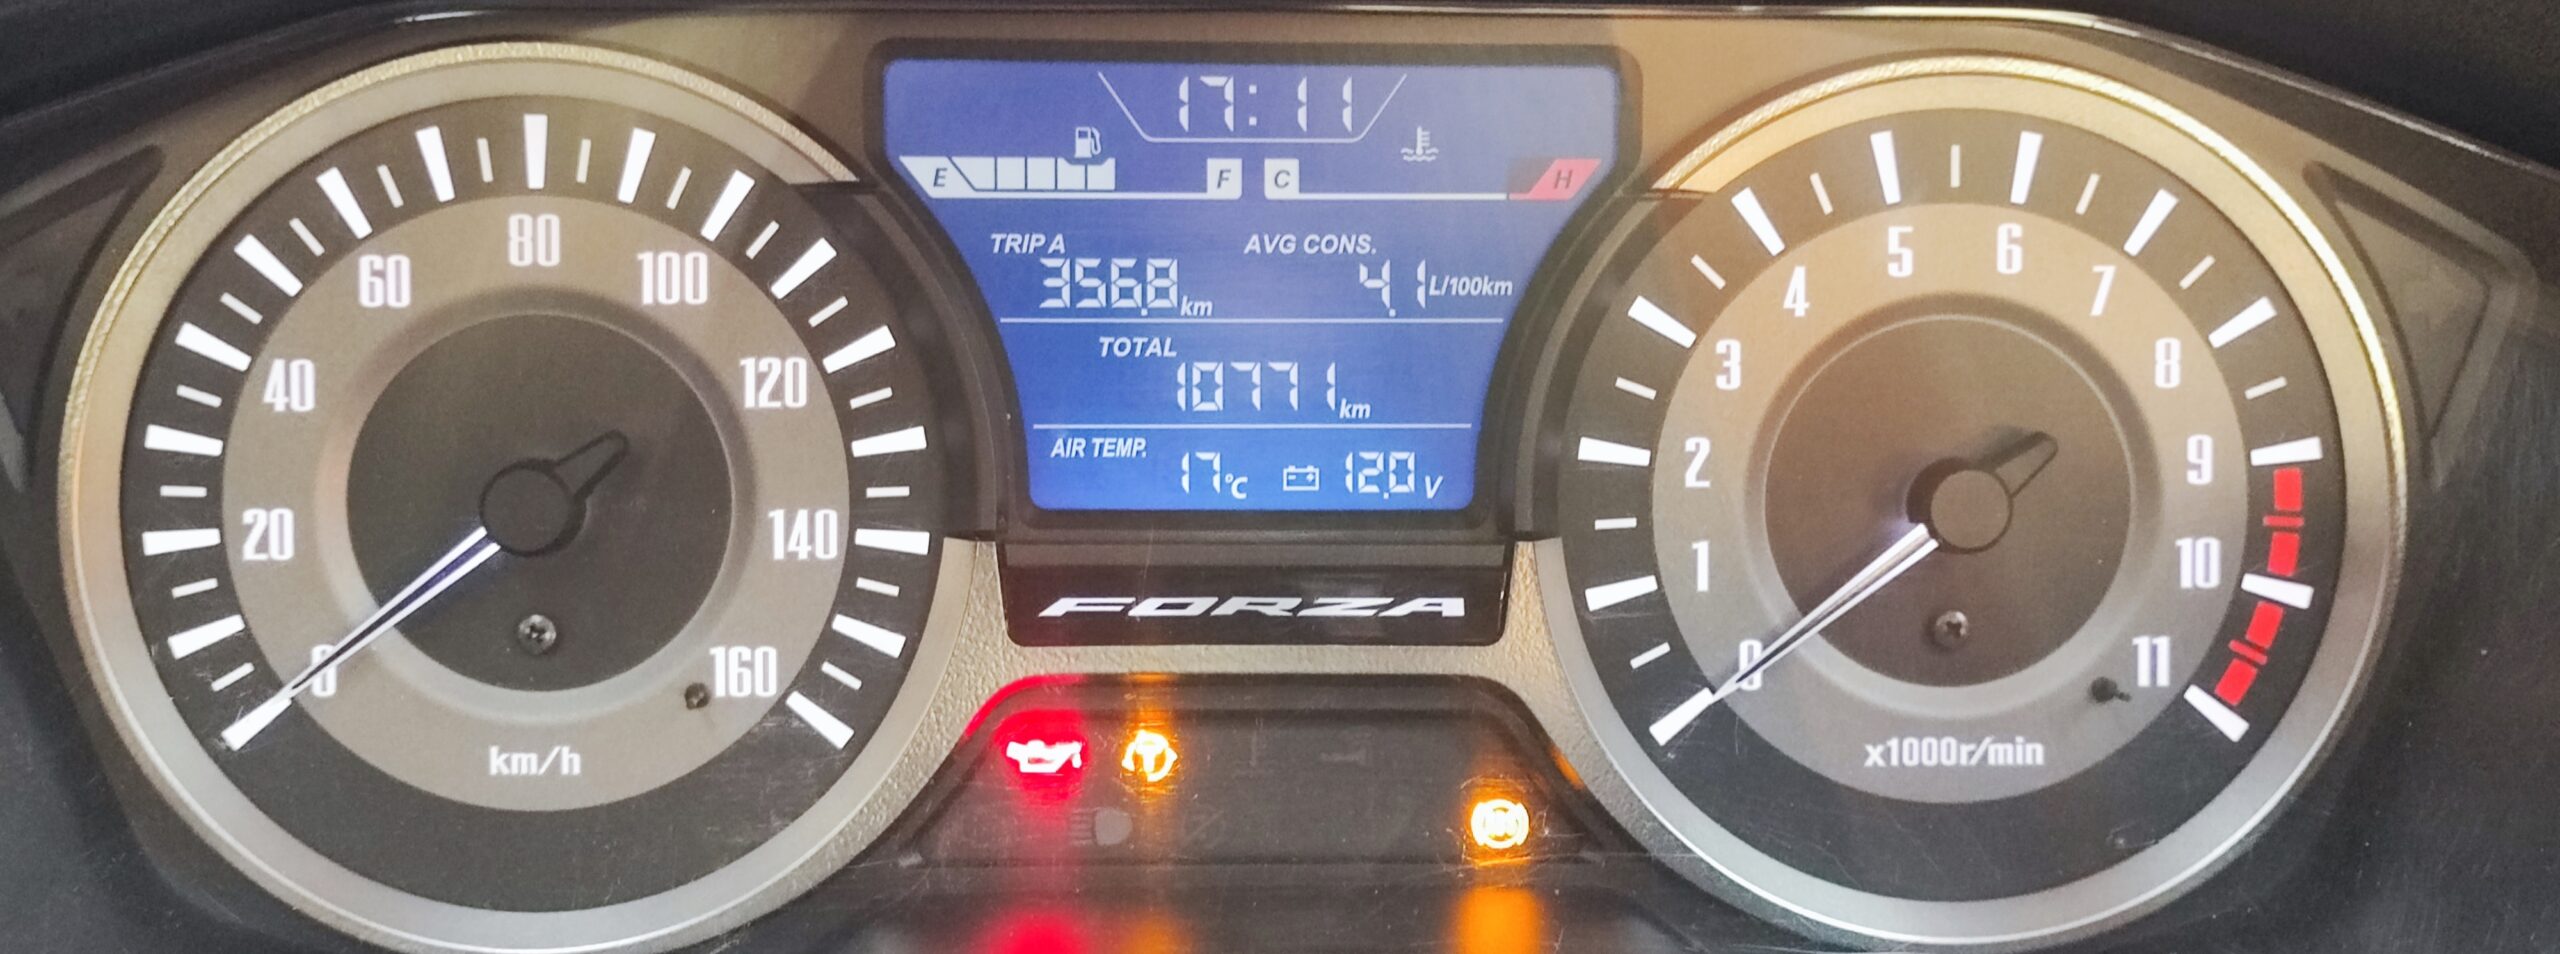 17:11
E
F
C
H
TRIP A
356.8 km
AVG CONS.
4.1 L/100km
TOTAL
10771 km
AIR TEMP.
17°C
12.0 V
FORZA
0
20
40
60
80
100
120
140
160
km/h
0
1
2
3
4
5
6
7
8
9
10
11
x1000r/min
T